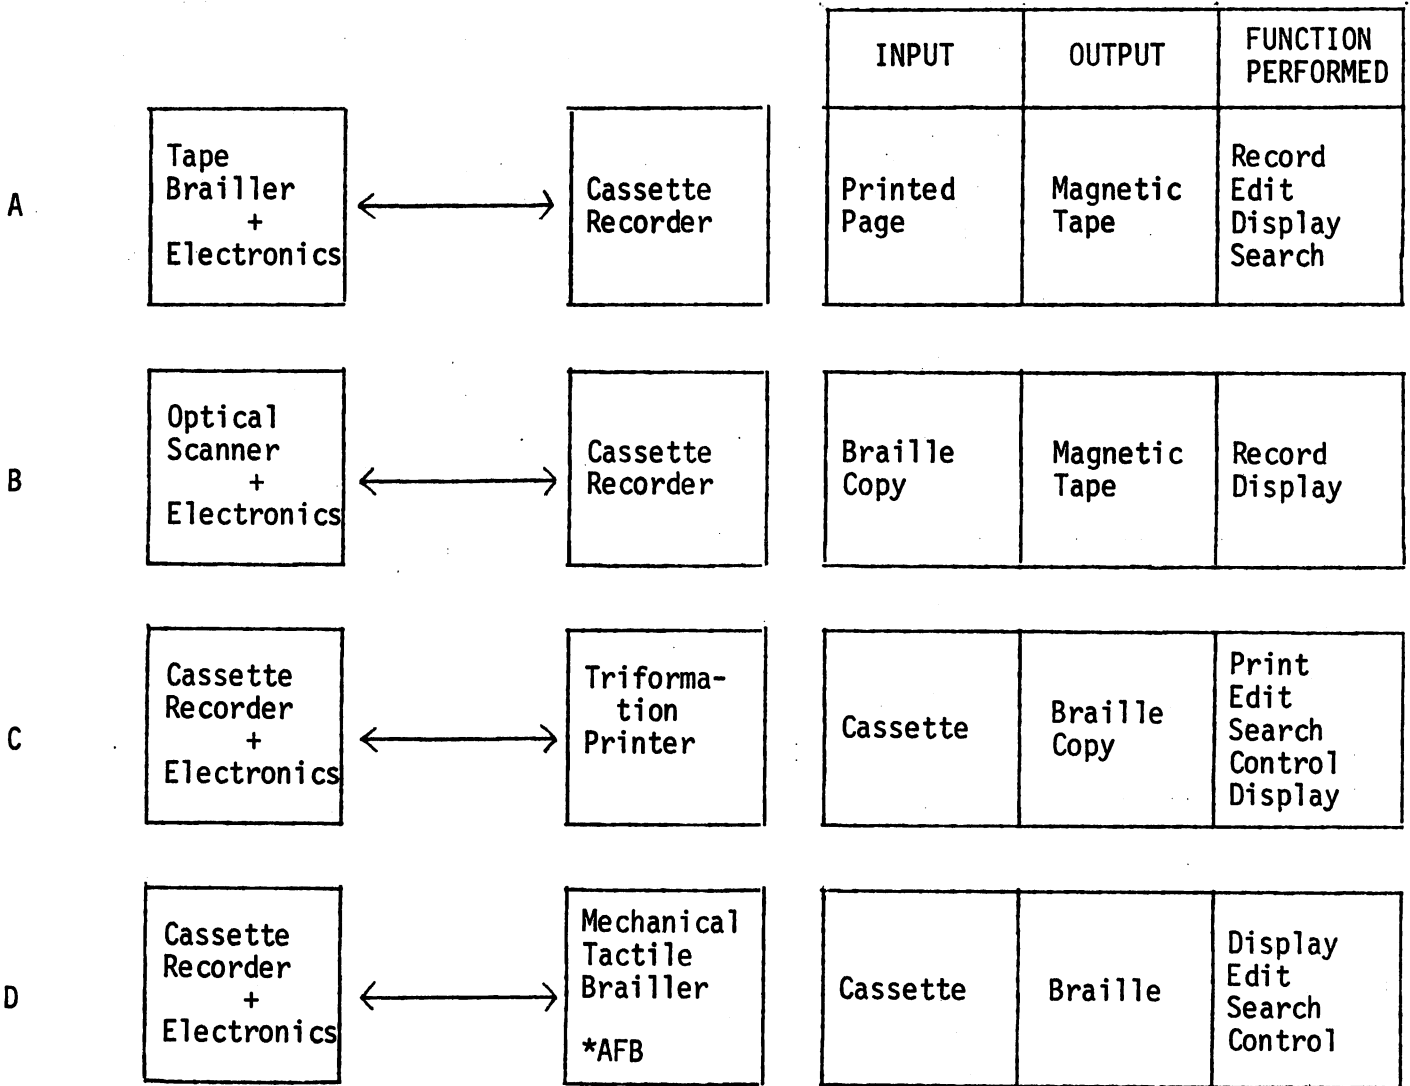 INPUT
OUTPUT
FUNCTION
PERFORMED
A
Tape
Brailler
+
Electronics
Cassette
Recorder
Printed
Page
Magnetic
Tape
Record
Edit
Display
Search
B
Optical
Scanner
+
Electronics
Cassette
Recorder
Braille
Copy
Magnetic
Tape
Record
Display
C
Cassette
Recorder
+
Electronics
Triforma-
tion
Printer
Cassette
Braille
Copy
Print
Edit
Search
Control
Display
D
Cassette
Recorder
+
Electronics
Mechanical
Tactile
Brailler
*AFB
Cassette
Braille
Display
Edit
Search
Control